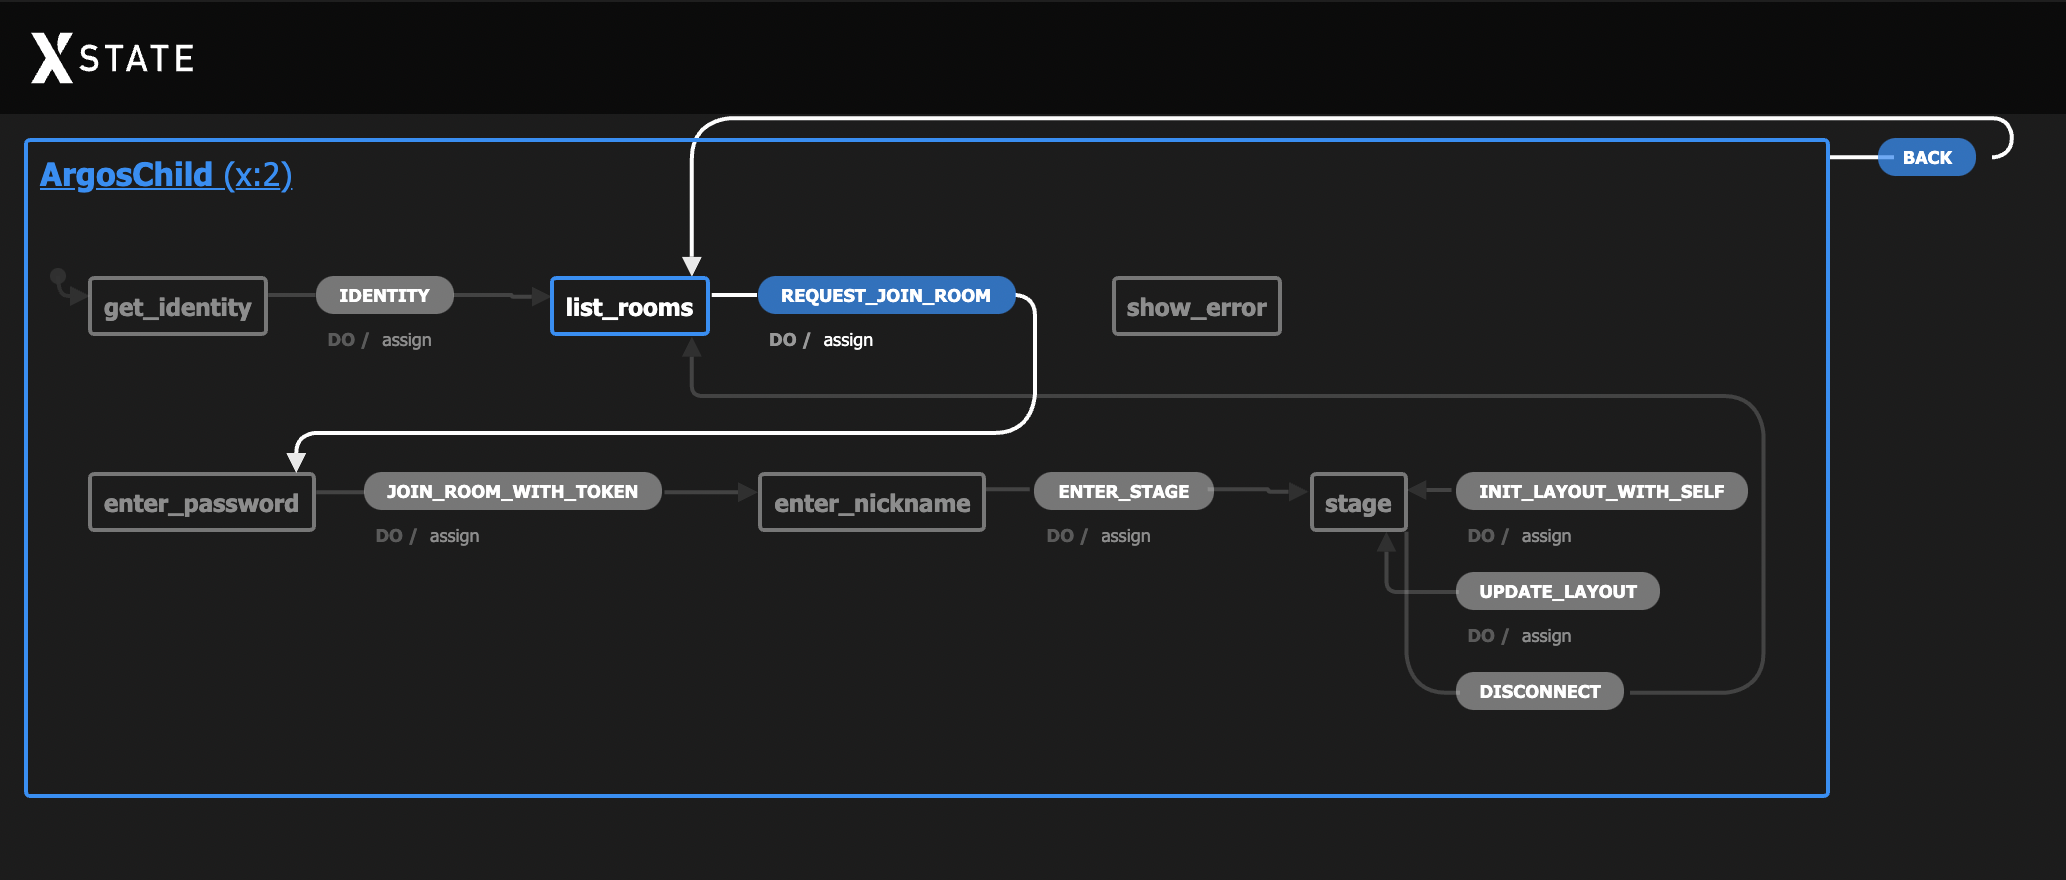 XSTATE
BACK
ArgosChild (x:2)
get_identity
IDENTITY
DO / assign
list_rooms
REQUEST_JOIN_ROOM
DO / assign
show_error
enter_password
JOIN_ROOM_WITH_TOKEN
DO / assign
enter_nickname
ENTER_STAGE
DO / assign
stage
INIT_LAYOUT_WITH_SELF
DO / assign
UPDATE_LAYOUT
DO / assign
DISCONNECT